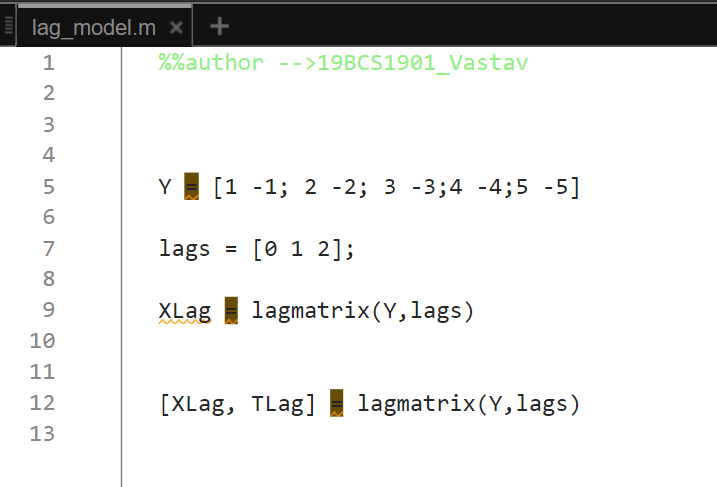 lag_model.m × +
1 %%author -->19BCS1901_Vastav
2
3
4
5 Y = [1 -1; 2 -2; 3 -3;4 -4;5 -5]
6
7 lags = [0 1 2];
8
9 XLag = lagmatrix(Y,lags)
10
11
12 [XLag, TLag] = lagmatrix(Y,lags)
13